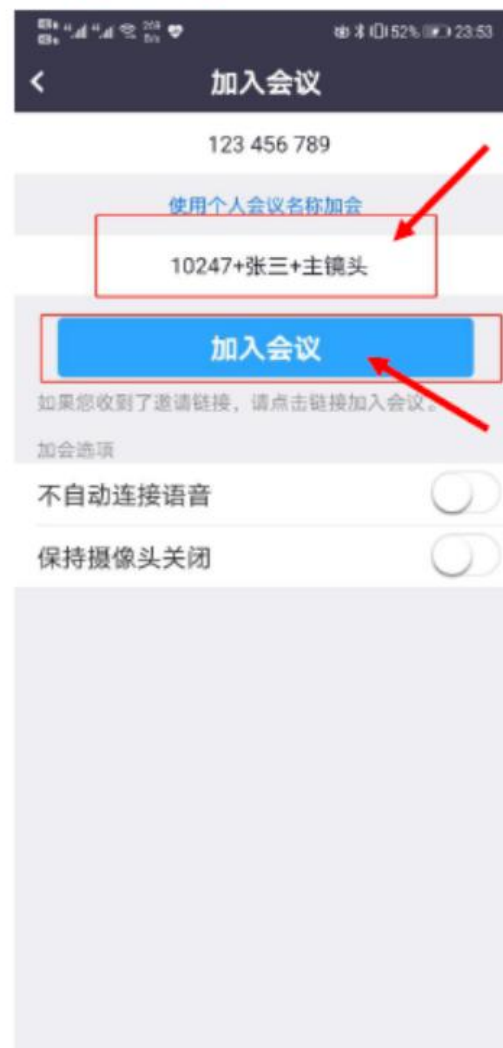 52% 23:53
加入会议
123 456 789
使用个人会议名称加会
10247+张三+主镜头
加入会议
如果您收到了邀请链接，请点击链接加入会议。
加会选项
不自动连接语音
保持摄像头关闭